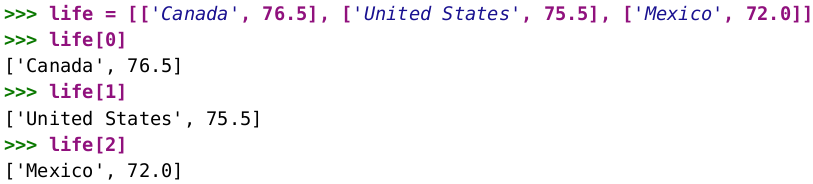 >>> life = [['Canada', 76.5], ['United States', 75.5], ['Mexico', 72.0]]
>>> life[0]
['Canada', 76.5]
>>> life[1]
['United States', 75.5]
>>> life[2]
['Mexico', 72.0]